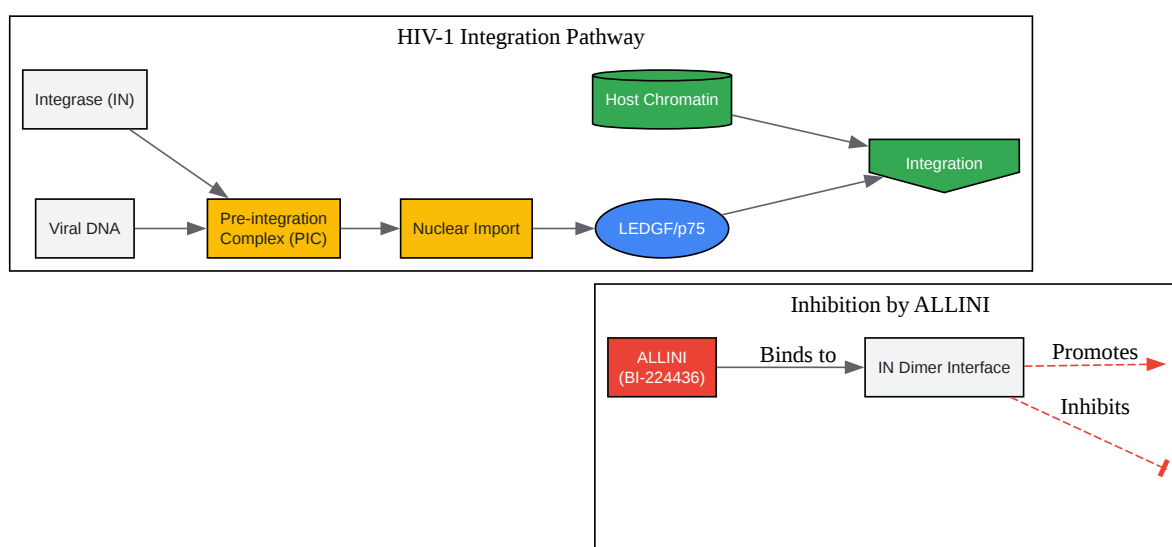 HIV-1 Integration Pathway
Integrase (IN)
Host Chromatin
Integration
Viral DNA
Pre-integration
Complex (PIC)
Nuclear Import
LEDGF/p75
Inhibition by ALLINI
ALLINI
(BI-224436)
Binds to
IN Dimer Interface
Promotes
Inhibits